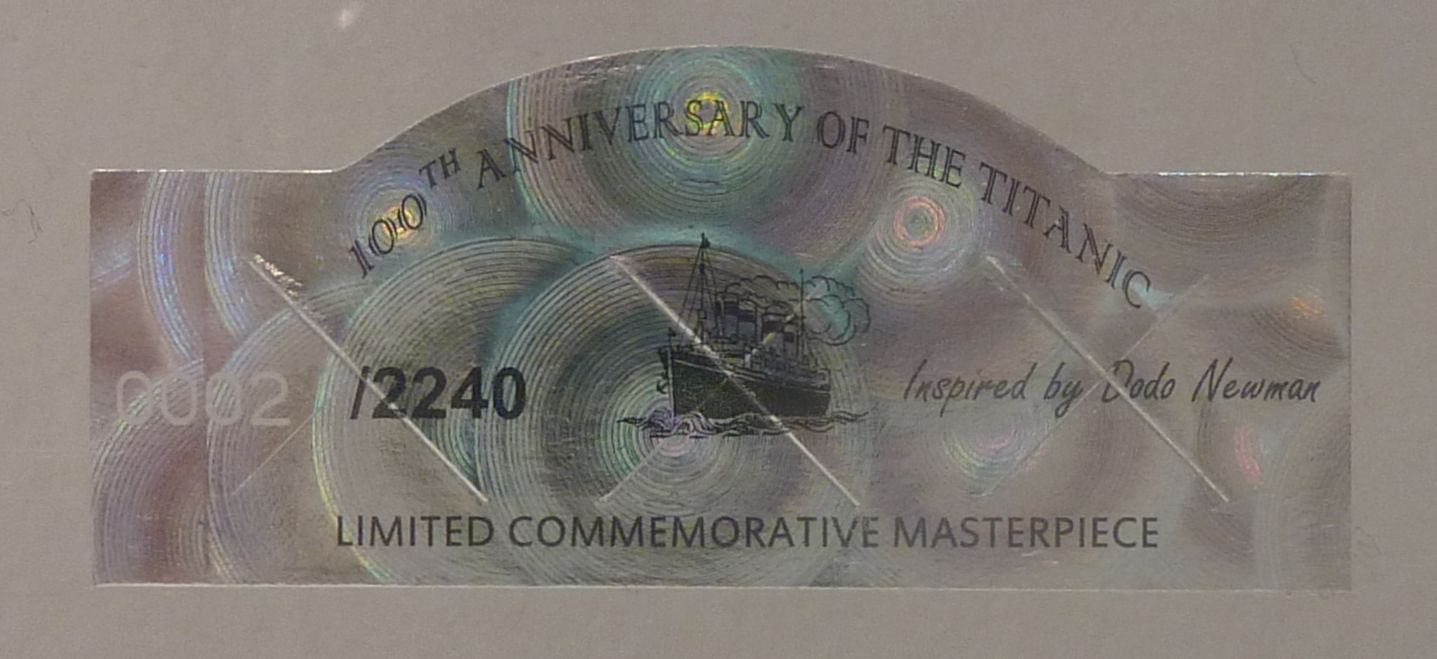 100TH ANNIVERSARY OF THE TITANIC
0002 /2240
Inspired by Dodo Newman
LIMITED COMMEMORATIVE MASTERPIECE